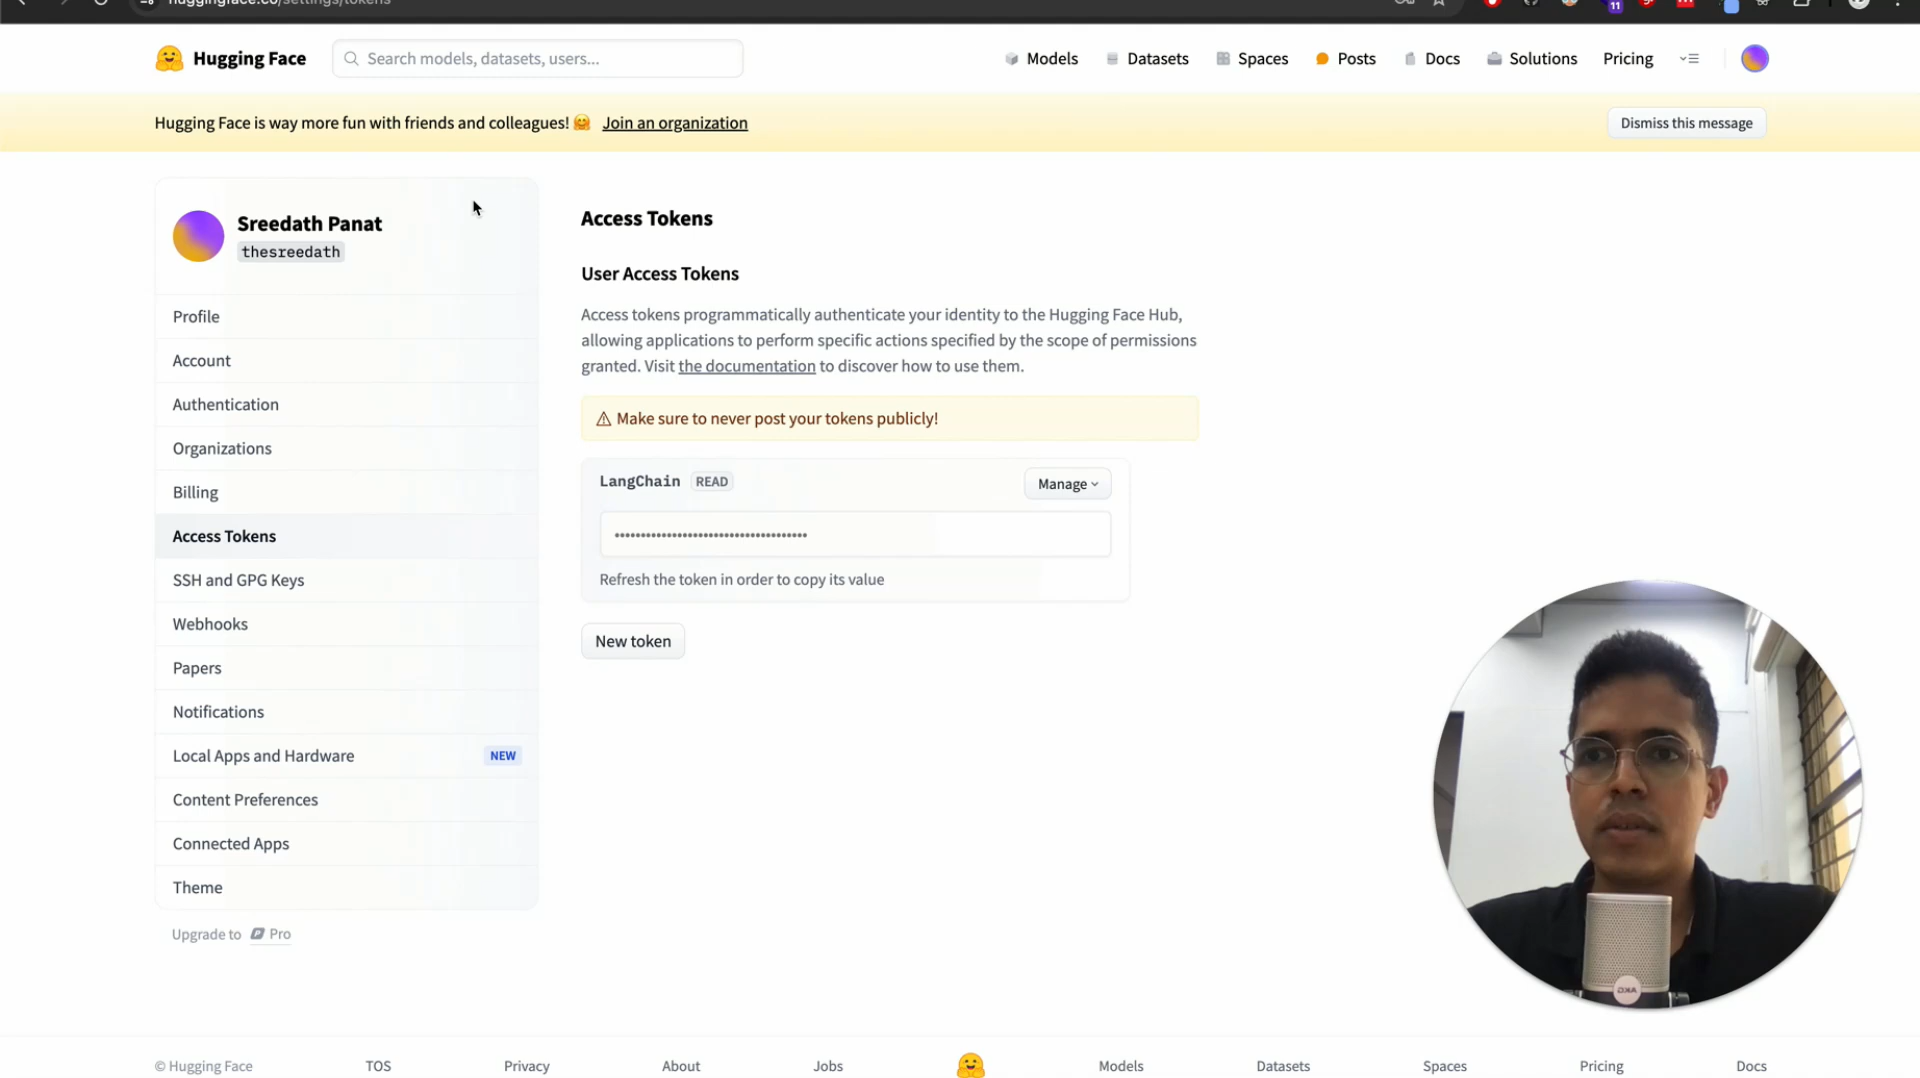 huggingface.co/settings/tokens
11
Hugging Face
Search models, datasets, users...
Models
Datasets
Spaces
Posts
Docs
Solutions
Pricing
Hugging Face is way more fun with friends and colleagues! 🤗 Join an organization
Dismiss this message
Sreedath Panat
thesreedath
Profile
Account
Authentication
Organizations
Billing
Access Tokens
SSH and GPG Keys
Webhooks
Papers
Notifications
Local Apps and Hardware NEW
Content Preferences
Connected Apps
Theme
Upgrade to Pro
Access Tokens
User Access Tokens
Access tokens programmatically authenticate your identity to the Hugging Face Hub,
allowing applications to perform specific actions specified by the scope of permissions
granted. Visit the documentation to discover how to use them.
⚠ Make sure to never post your tokens publicly!
LangChain READ
Manage
•••••••••••••••••••••••••••••••••••••
Refresh the token in order to copy its value
New token
AKG
© Hugging Face
TOS
Privacy
About
Jobs
Models
Datasets
Spaces
Pricing
Docs